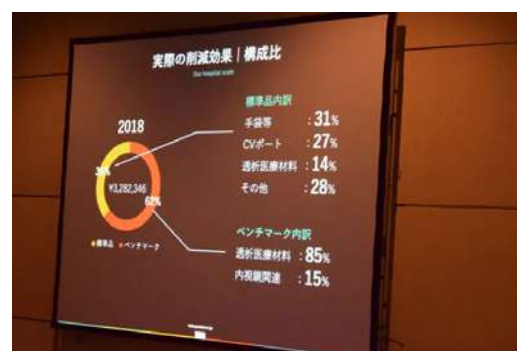 実際の削減効果｜構成比
Our hospital scale
2018
¥3,282,346
62%
標準品
ベンチマーク
標準品内訳
手袋等 : 31%
CVポート : 27%
透析医療材料 : 14%
その他 : 28%
ベンチマーク内訳
透析医療材料 : 85%
内視鏡関連 : 15%